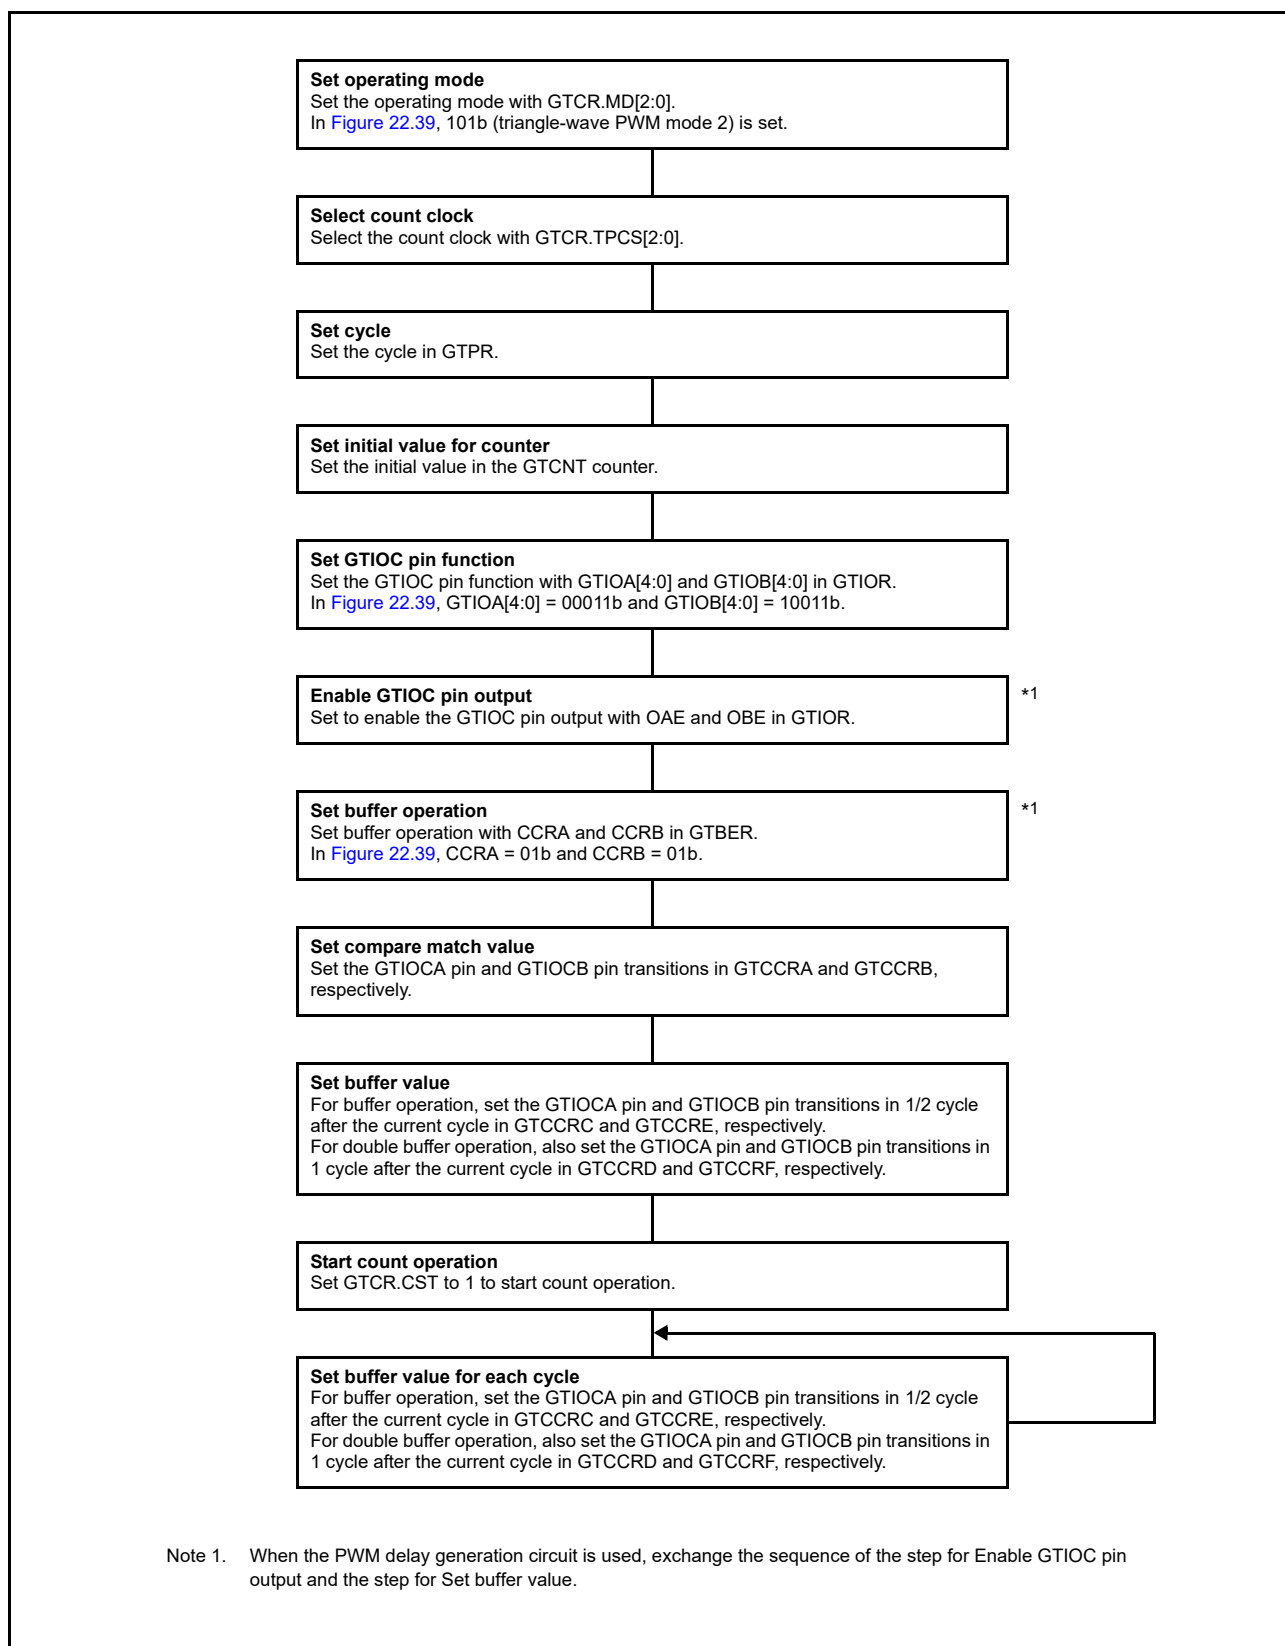 Set operating mode
Set the operating mode with GTCR.MD[2:0].
In Figure 22.39, 101b (triangle-wave PWM mode 2) is set.
Select count clock
Select the count clock with GTCR.TPCS[2:0].
Set cycle
Set the cycle in GTPR.
Set initial value for counter
Set the initial value in the GTCNT counter.
Set GTIOC pin function
Set the GTIOC pin function with GTIOA[4:0] and GTIOB[4:0] in GTIOR.
In Figure 22.39, GTIOA[4:0] = 00011b and GTIOB[4:0] = 10011b.
Enable GTIOC pin output
*1
Set to enable the GTIOC pin output with OAE and OBE in GTIOR.
Set buffer operation
*1
Set buffer operation with CCRA and CCRB in GTBER.
In Figure 22.39, CCRA = 01b and CCRB = 01b.
Set compare match value
Set the GTIOCA pin and GTIOCB pin transitions in GTCCRA and GTCCRB,
respectively.
Set buffer value
For buffer operation, set the GTIOCA pin and GTIOCB pin transitions in 1/2 cycle
after the current cycle in GTCCRC and GTCCRE, respectively.
For double buffer operation, also set the GTIOCA pin and GTIOCB pin transitions in
1 cycle after the current cycle in GTCCRD and GTCCRF, respectively.
Start count operation
Set GTCR.CST to 1 to start count operation.
Set buffer value for each cycle
For buffer operation, set the GTIOCA pin and GTIOCB pin transitions in 1/2 cycle
after the current cycle in GTCCRC and GTCCRE, respectively.
For double buffer operation, also set the GTIOCA pin and GTIOCB pin transitions in
1 cycle after the current cycle in GTCCRD and GTCCRF, respectively.
Note 1. When the PWM delay generation circuit is used, exchange the sequence of the step for Enable GTIOC pin
output and the step for Set buffer value.